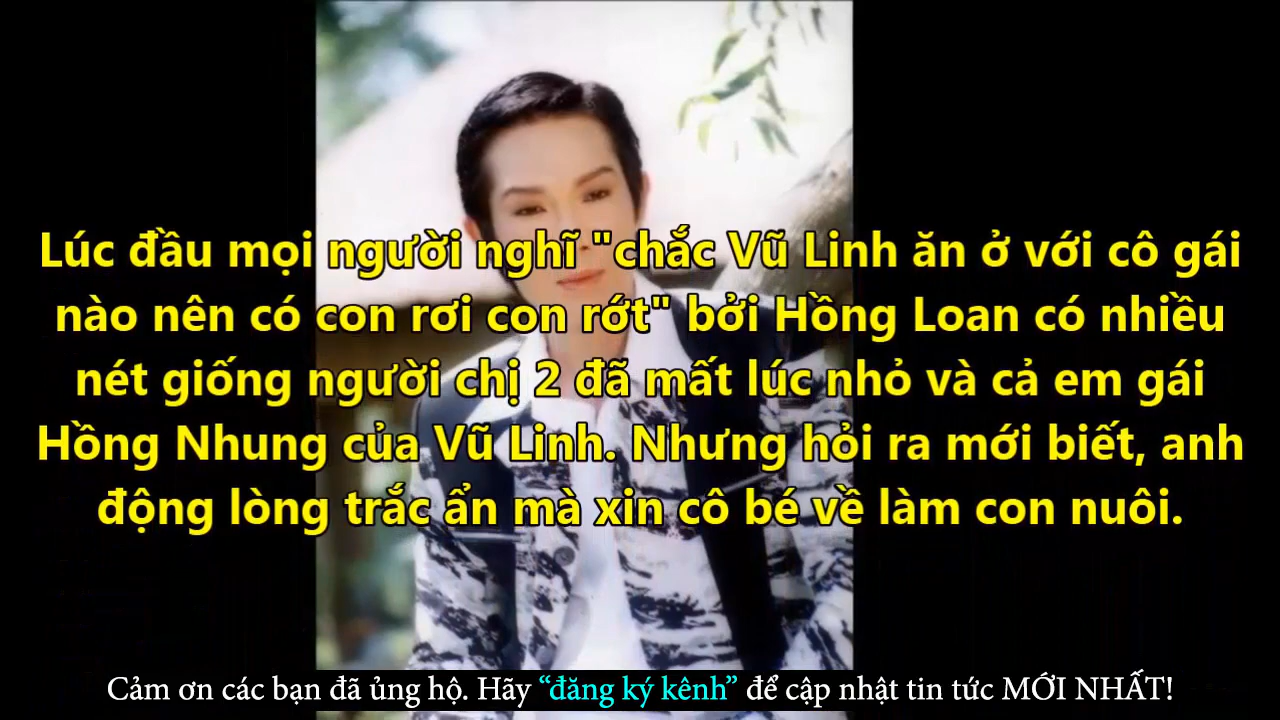 Lúc đầu mọi người nghĩ "chắc Vũ Linh ăn ở với cô gái
nào nên có con rơi con rớt" bởi Hồng Loan có nhiều
nét giống người chị 2 đã mất lúc nhỏ và cả em gái
Hồng Nhung của Vũ Linh. Nhưng hỏi ra mới biết, anh
động lòng trắc ẩn mà xin cô bé về làm con nuôi.
Cảm ơn các bạn đã ủng hộ. Hãy “đăng ký kênh” để cập nhật tin tức MỚI NHẤT!